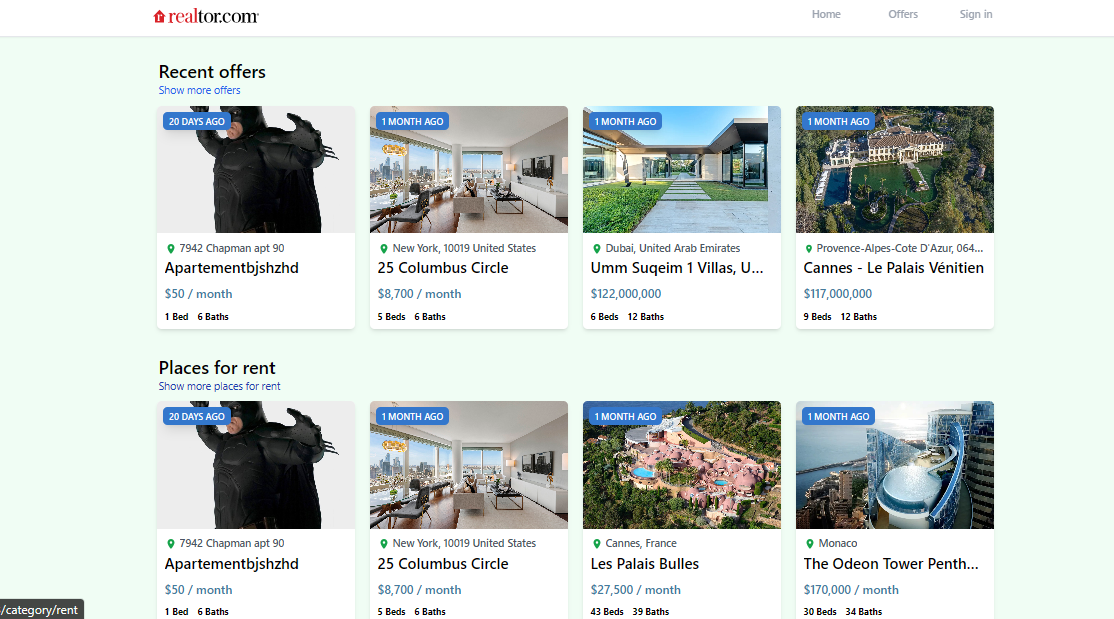 realtor.com
Home
Offers
Sign in
Recent offers
Show more offers
20 DAYS AGO
1 MONTH AGO
1 MONTH AGO
1 MONTH AGO
7942 Chapman apt 90
Apartementbjshzhd
$50 / month
1 Bed 6 Baths
New York, 10019 United States
25 Columbus Circle
$8,700 / month
5 Beds 6 Baths
Dubai, United Arab Emirates
Umm Suqeim 1 Villas, U...
$122,000,000
6 Beds 12 Baths
Provence-Alpes-Cote D'Azur, 064...
Cannes - Le Palais Vénitien
$117,000,000
9 Beds 12 Baths
Places for rent
Show more places for rent
20 DAYS AGO
1 MONTH AGO
1 MONTH AGO
1 MONTH AGO
7942 Chapman apt 90
Apartementbjshzhd
$50 / month
1 Bed 6 Baths
New York, 10019 United States
25 Columbus Circle
$8,700 / month
5 Beds 6 Baths
Cannes, France
Les Palais Bulles
$27,500 / month
43 Beds 39 Baths
Monaco
The Odeon Tower Penth...
$170,000 / month
30 Beds 34 Baths
/category/rent